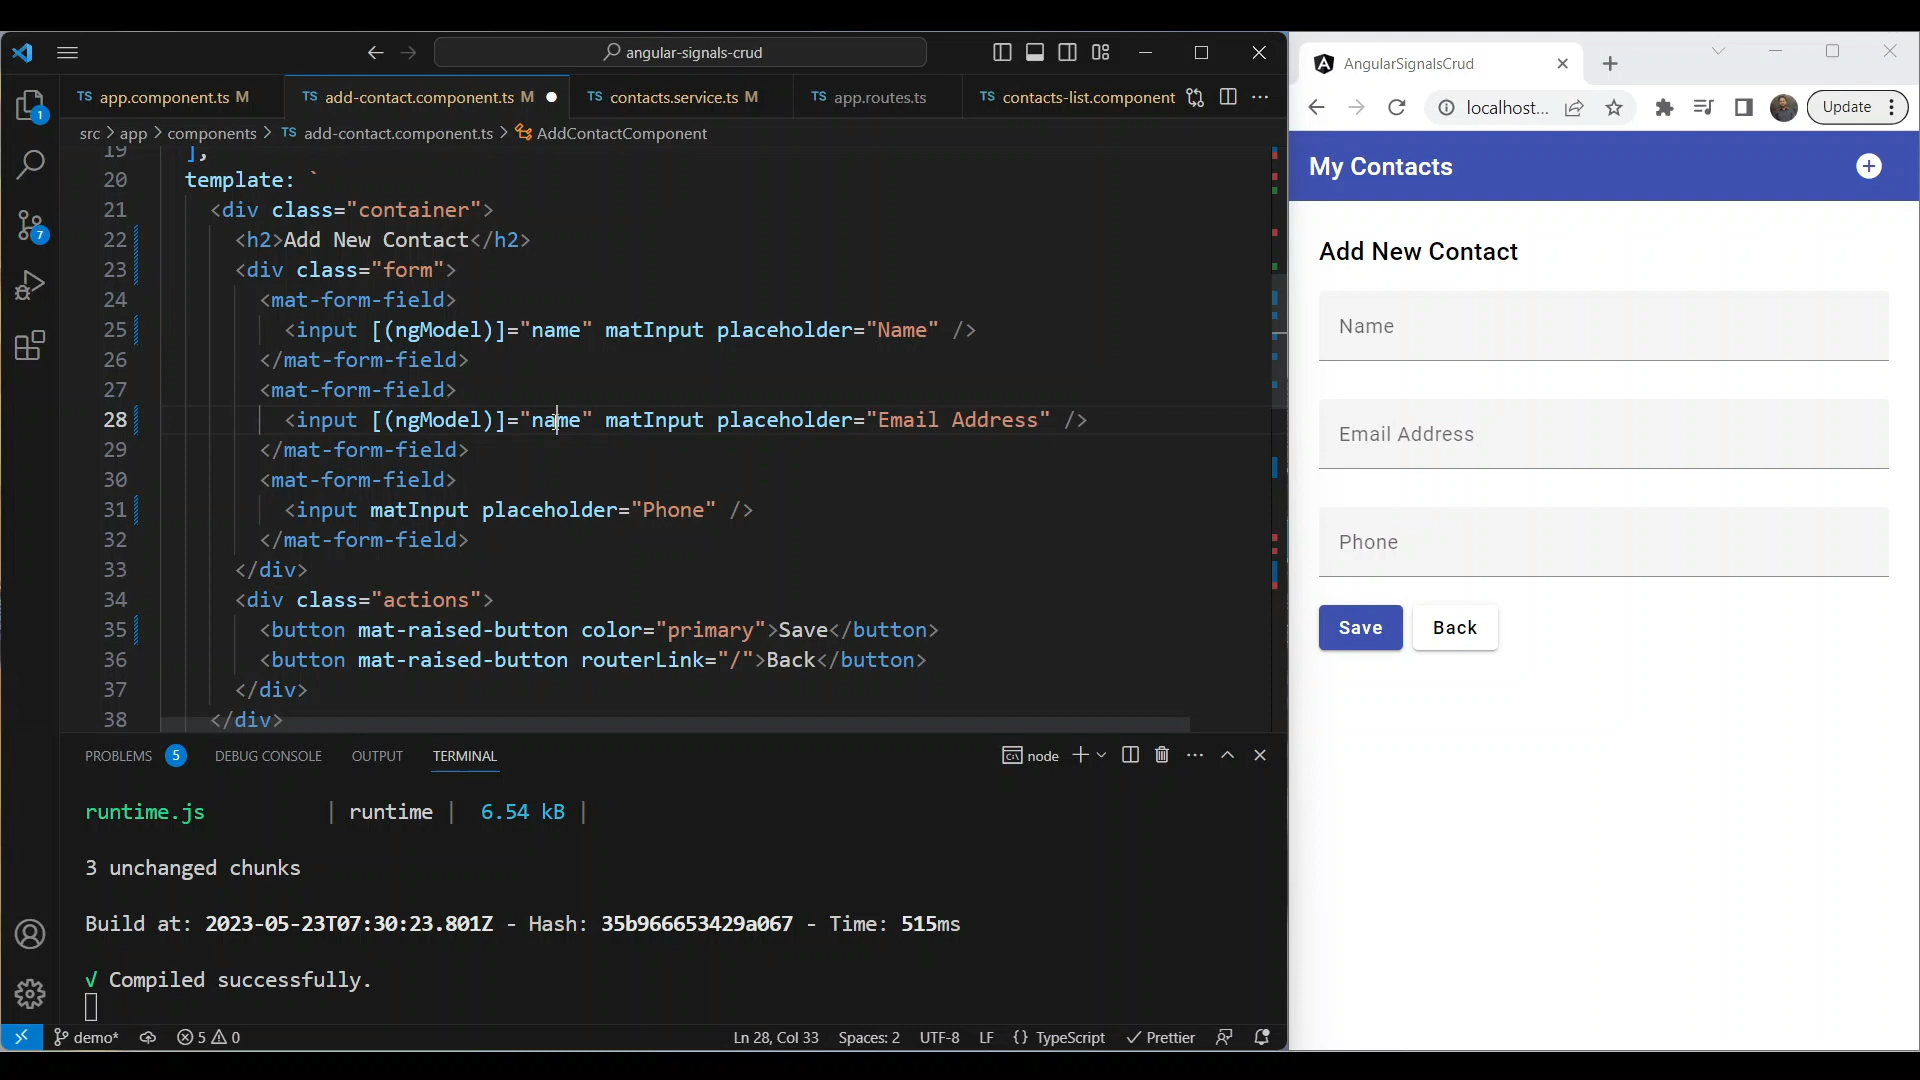 angular-signals-crud
TS app.component.ts M
TS add-contact.component.ts M
TS contacts.service.ts M
TS app.routes.ts
TS contacts-list.component
src > app > components > TS add-contact.component.ts > AddContactComponent
19 ],
20 template: `
21 <div class="container">
22 <h2>Add New Contact</h2>
23 <div class="form">
24 <mat-form-field>
25 <input [(ngModel)]="name" matInput placeholder="Name" />
26 </mat-form-field>
27 <mat-form-field>
28 <input [(ngModel)]="name" matInput placeholder="Email Address" />
29 </mat-form-field>
30 <mat-form-field>
31 <input matInput placeholder="Phone" />
32 </mat-form-field>
33 </div>
34 <div class="actions">
35 <button mat-raised-button color="primary">Save</button>
36 <button mat-raised-button routerLink="/">Back</button>
37 </div>
38 </div>
1
7
PROBLEMS 5 DEBUG CONSOLE OUTPUT TERMINAL
node
runtime.js | runtime | 6.54 kB |
3 unchanged chunks
Build at: 2023-05-23T07:30:23.801Z - Hash: 35b966653429a067 - Time: 515ms
√ Compiled successfully.
demo* 5 0 Ln 28, Col 33 Spaces: 2 UTF-8 LF {} TypeScript Prettier
AngularSignalsCrud
localhost...
Update
My Contacts
Add New Contact
Name
Email Address
Phone
Save Back